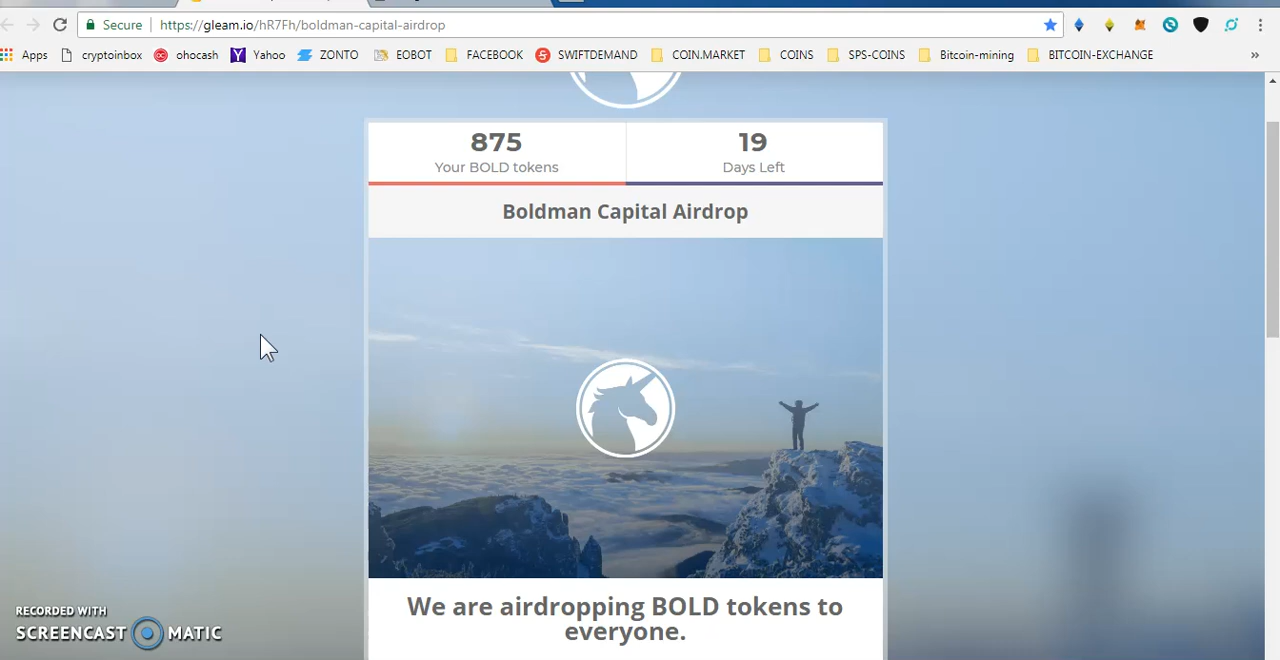 Secure
https://gleam.io/hR7Fh/boldman-capital-airdrop
Apps
cryptoinbox
ohocash
Yahoo
ZONTO
EOBOT
FACEBOOK
SWIFTDEMAND
COIN.MARKET
COINS
SPS-COINS
Bitcoin-mining
BITCOIN-EXCHANGE
»
875
Your BOLD tokens
19
Days Left
Boldman Capital Airdrop
We are airdropping BOLD tokens to
everyone.
RECORDED WITH
SCREENCAST MATIC